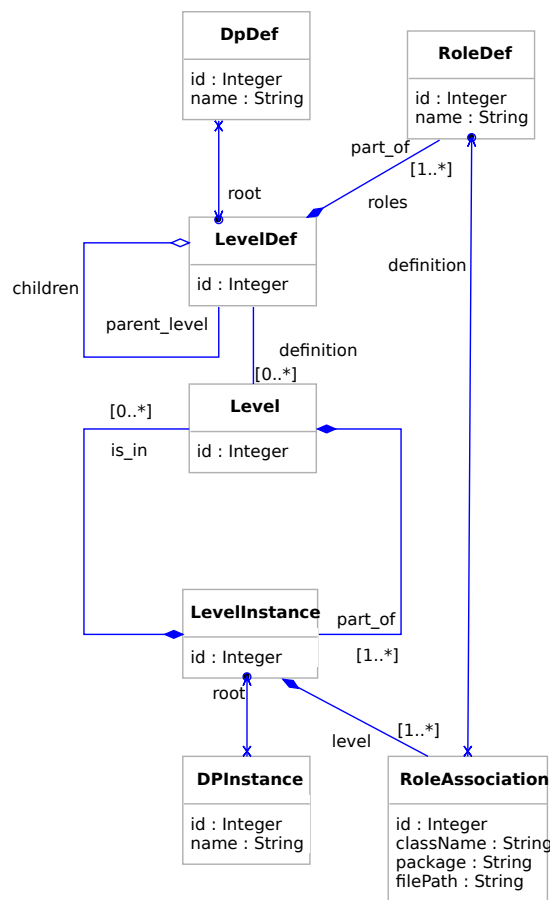 DpDef
id : Integer
name : String
RoleDef
id : Integer
name : String
part_of
[1..*]
root
roles
LevelDef
id : Integer
definition
children
parent_level
definition
[0..*]
Level
id : Integer
[0..*]
is_in
LevelInstance
id : Integer
part_of
[1..*]
root
[1..*]
level
DPInstance
id : Integer
name : String
RoleAssociation
id : Integer
className : String
package : String
filePath : String